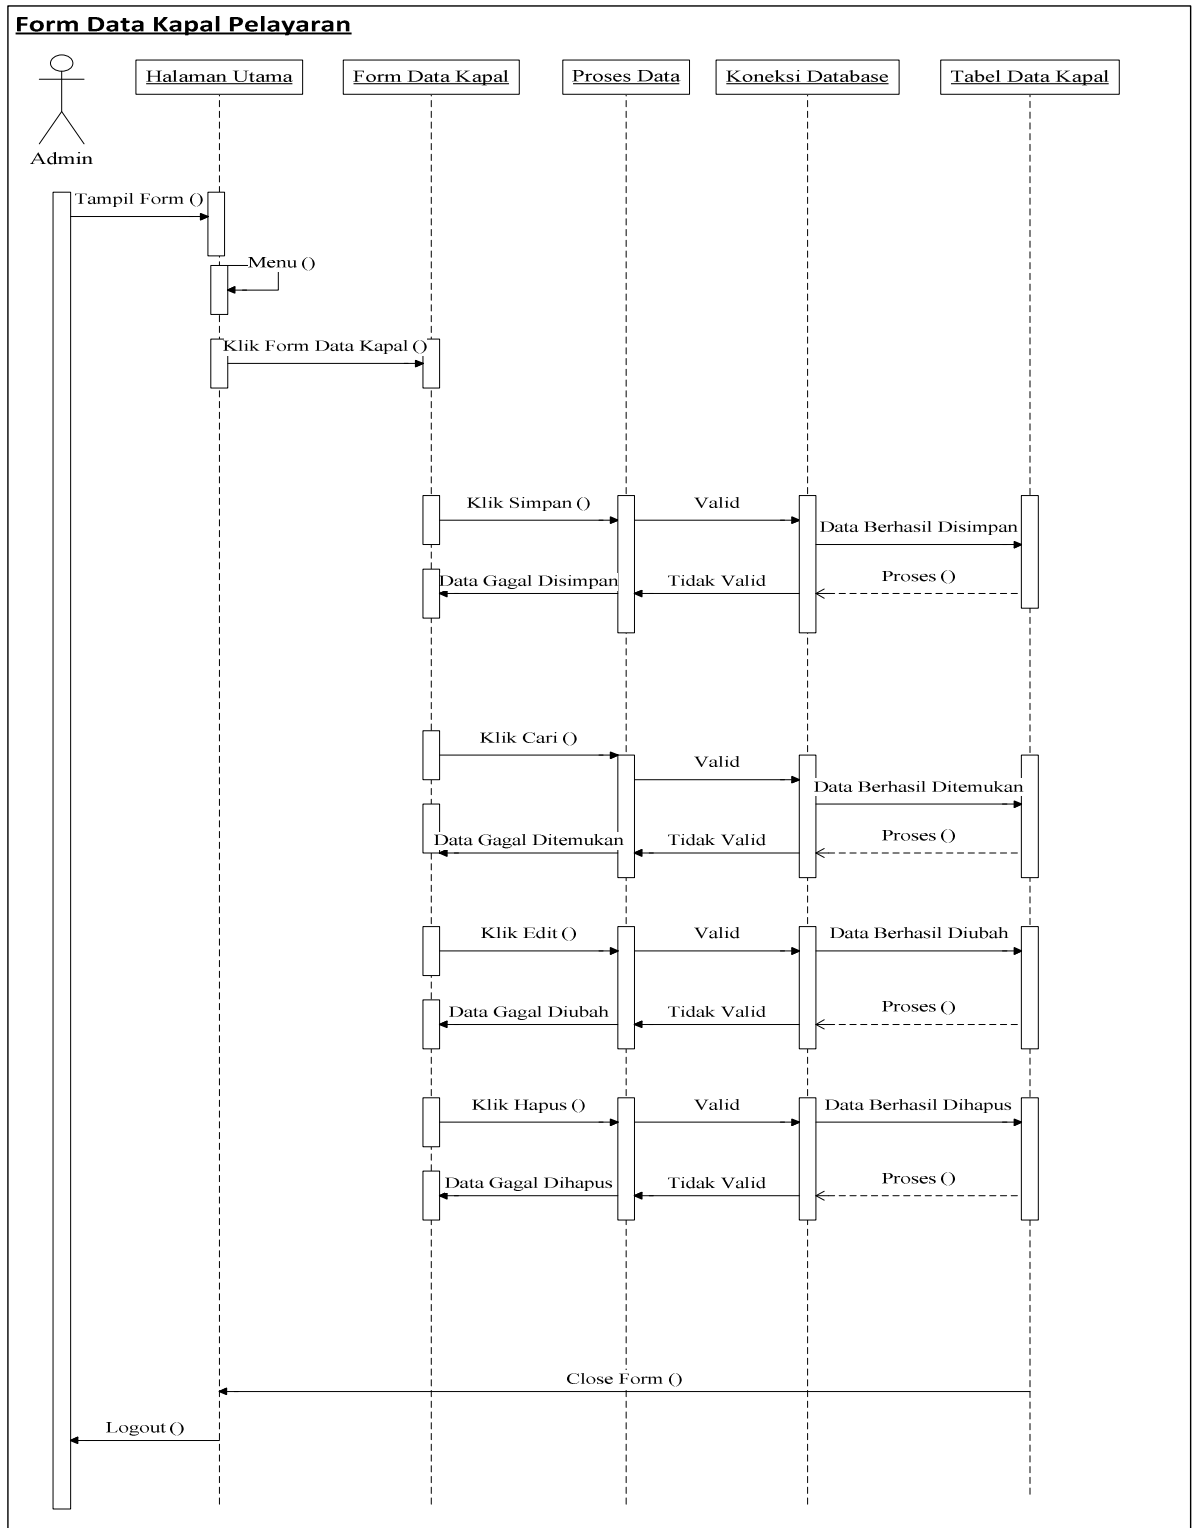 Form Data Kapal Pelayaran
Halaman Utama
Form Data Kapal
Proses Data
Koneksi Database
Tabel Data Kapal
Admin
Tampil Form ()
Menu ()
Klik Form Data Kapal ()
Klik Simpan ()
Valid
Data Berhasil Disimpan
Data Gagal Disimpan
Tidak Valid
Proses ()
Klik Cari ()
Valid
Data Berhasil Ditemukan
Data Gagal Ditemukan
Tidak Valid
Proses ()
Klik Edit ()
Valid
Data Berhasil Diubah
Data Gagal Diubah
Tidak Valid
Proses ()
Klik Hapus ()
Valid
Data Berhasil Dihapus
Data Gagal Dihapus
Tidak Valid
Proses ()
Close Form ()
Logout ()